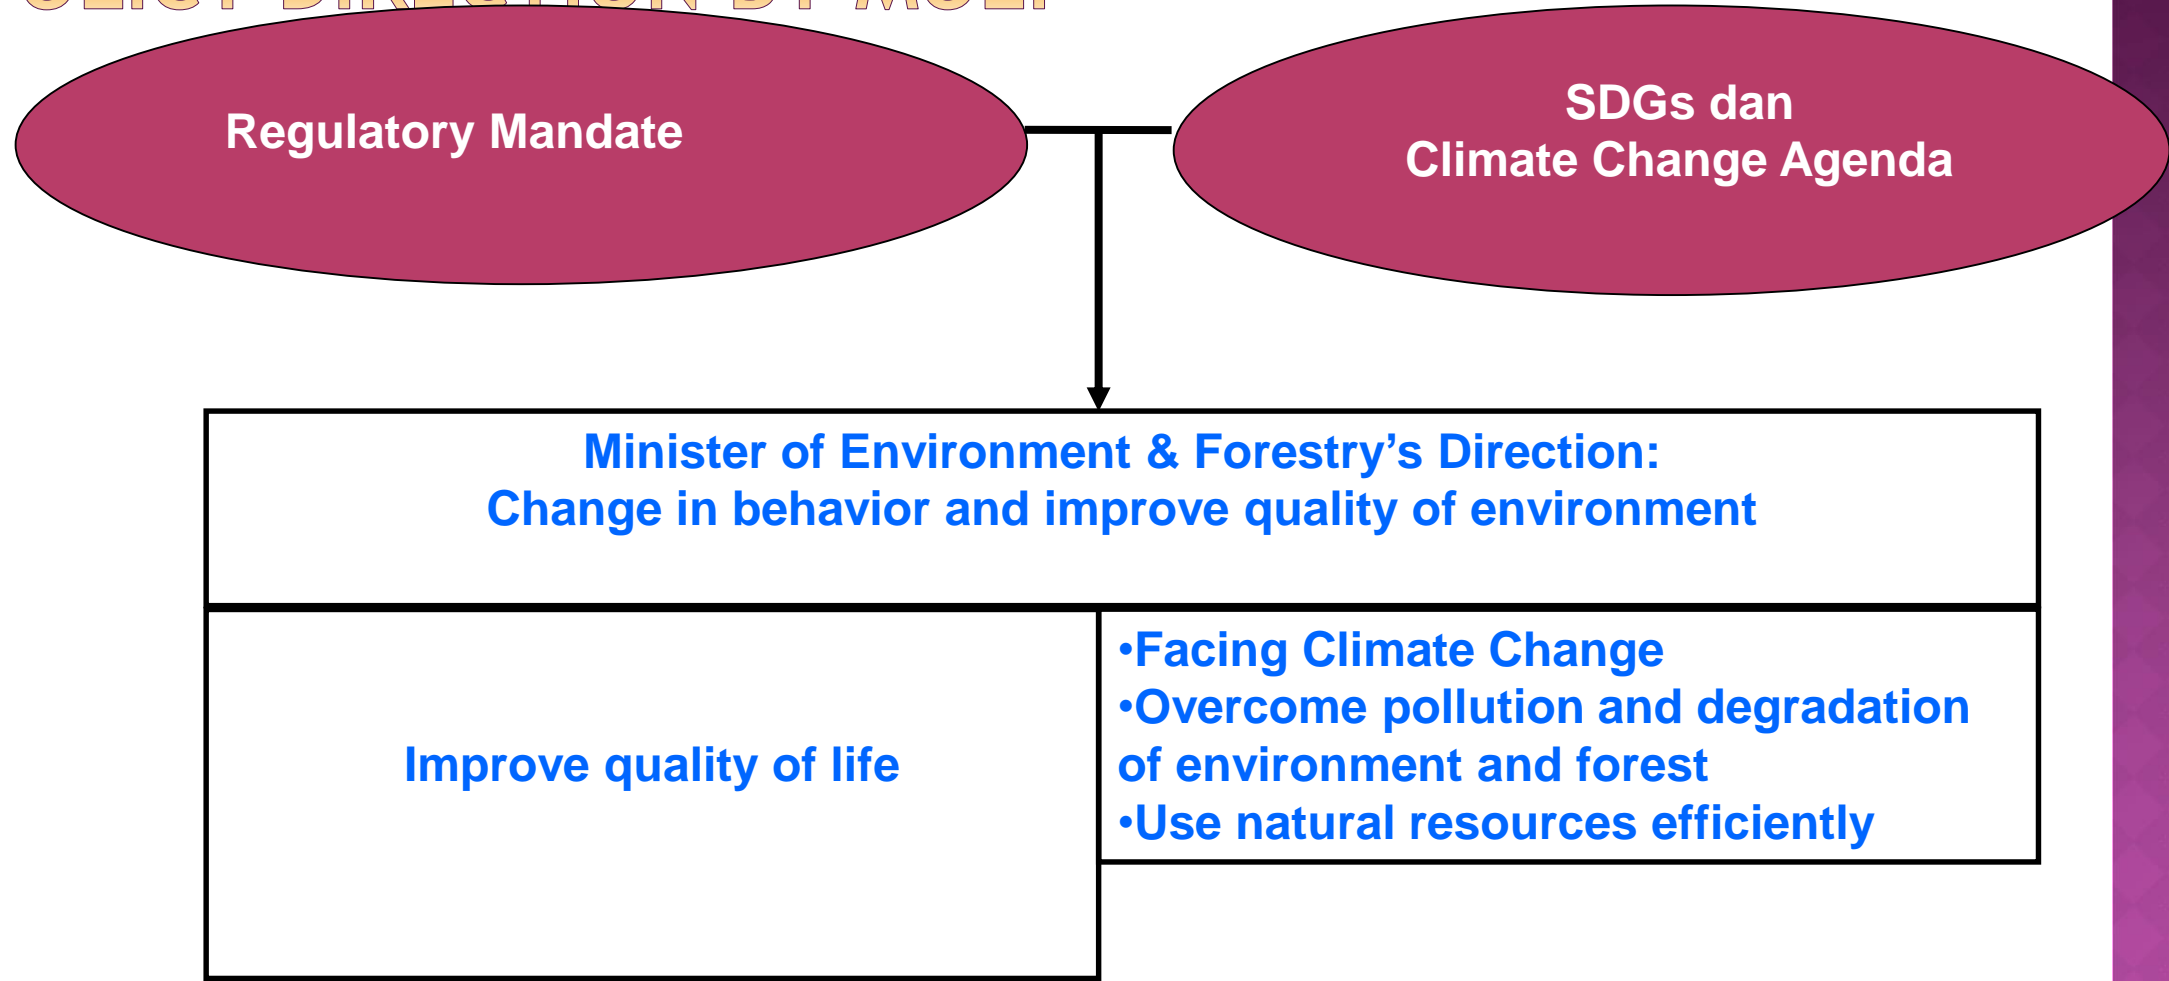 DIRECTION BY
Regulatory Mandate
SDGs dan
Climate Change Agenda
Minister of Environment & Forestry’s Direction:
Change in behavior and improve quality of environment
Improve quality of life
•Facing Climate Change
•Overcome pollution and degradation
of environment and forest
•Use natural resources efficiently